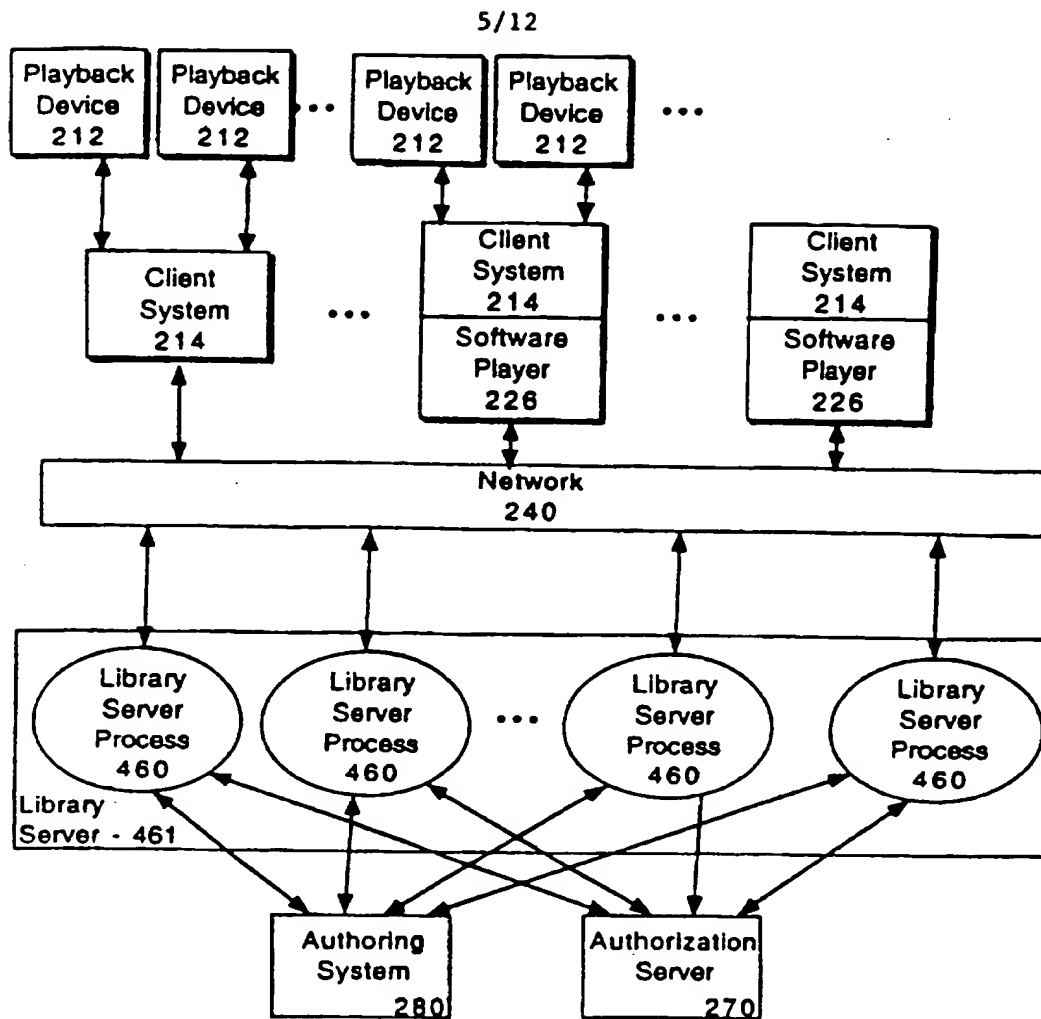 5/12
Playback
Device
212
Playback
Device
212
...
Playback
Device
212
Playback
Device
212
...
Client
System
214
...
Client
System
214
Software
Player
226
...
Client
System
214
Software
Player
226
Network
240
Library
Server
Process
460
Library
Server
Process
460
...
Library
Server
Process
460
Library
Server
Process
460
Library
Server - 461
Authoring
System
280
Authorization
Server
270